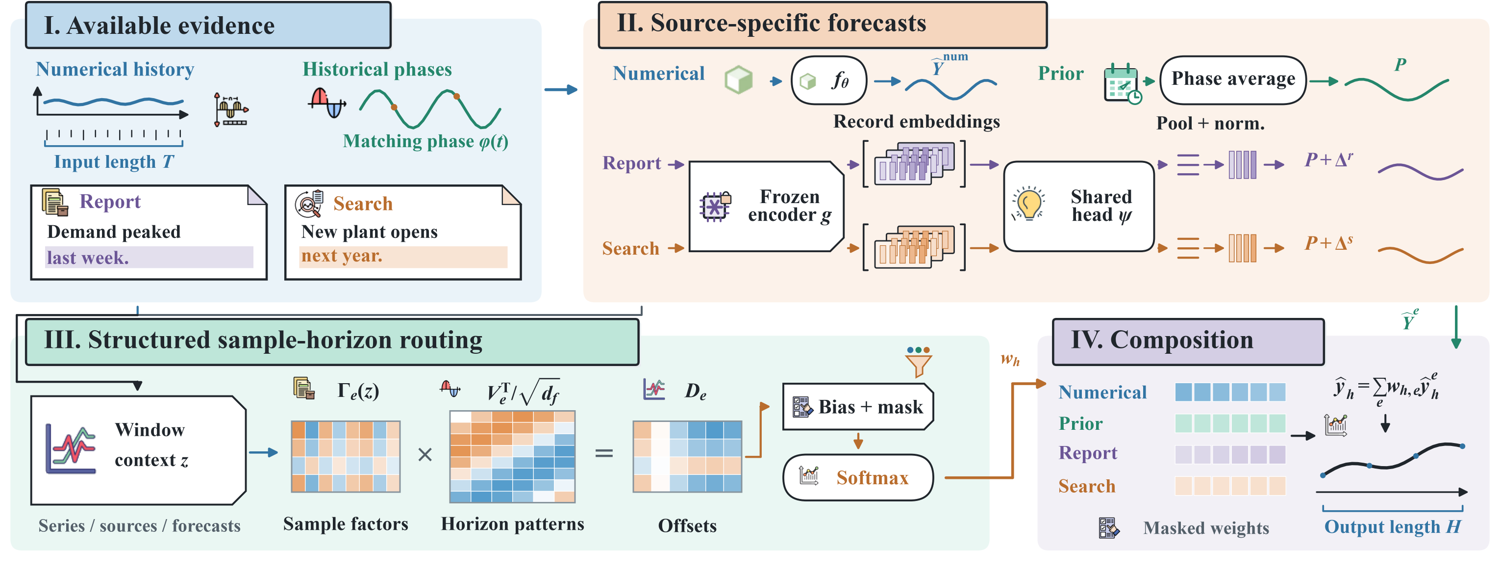 I. Available evidence
Numerical history
Input length T
Historical phases
Matching phase φ(t)
Report
Demand peaked
last week.
Search
New plant opens
next year.
II. Source-specific forecasts
Numerical
f_θ
Ŷ^num
Prior
Phase average
P
Record embeddings
Pool + norm.
Report
Search
Frozen
encoder g
Shared
head ψ
P + Δ^r
P + Δ^s
III. Structured sample-horizon routing
Window
context z
Series / sources / forecasts
Γ_e(z)
×
V_e^T/√d_f
=
D_e
Sample factors
Horizon patterns
Offsets
Bias + mask
Softmax
w_h
Ŷ^e
IV. Composition
Numerical
Prior
Report
Search
Masked weights
ŷ_h = Σ_e w_{h,e} ŷ_h^e
Output length H